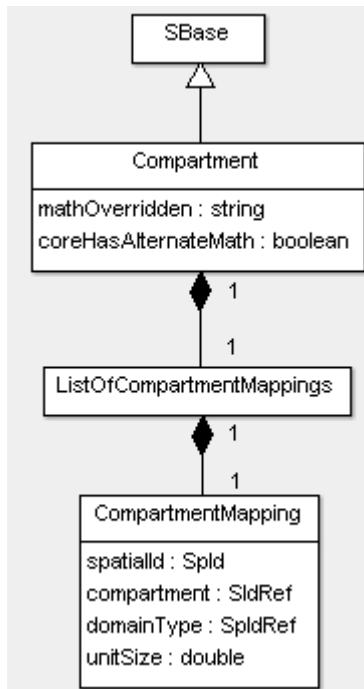 SBase
Compartment
mathOverridden : string
coreHasAlternateMath : boolean
1
1
ListOfCompartmentMappings
1
1
CompartmentMapping
spatialId : SpId
compartment : SIdRef
domainType : SpIdRef
unitSize : double